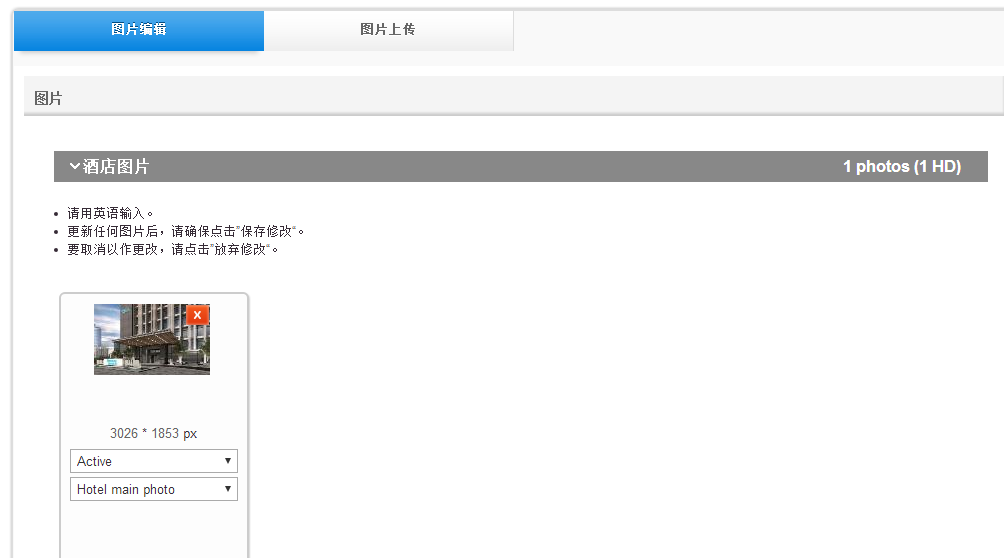 图片编辑
图片上传
图片
酒店图片
1 photos (1 HD)
请用英语输入。
更新任何图片后，请确保点击”保存修改“。
要取消以作更改，请点击”放弃修改“。
x
3026 * 1853 px
Active
Hotel main photo